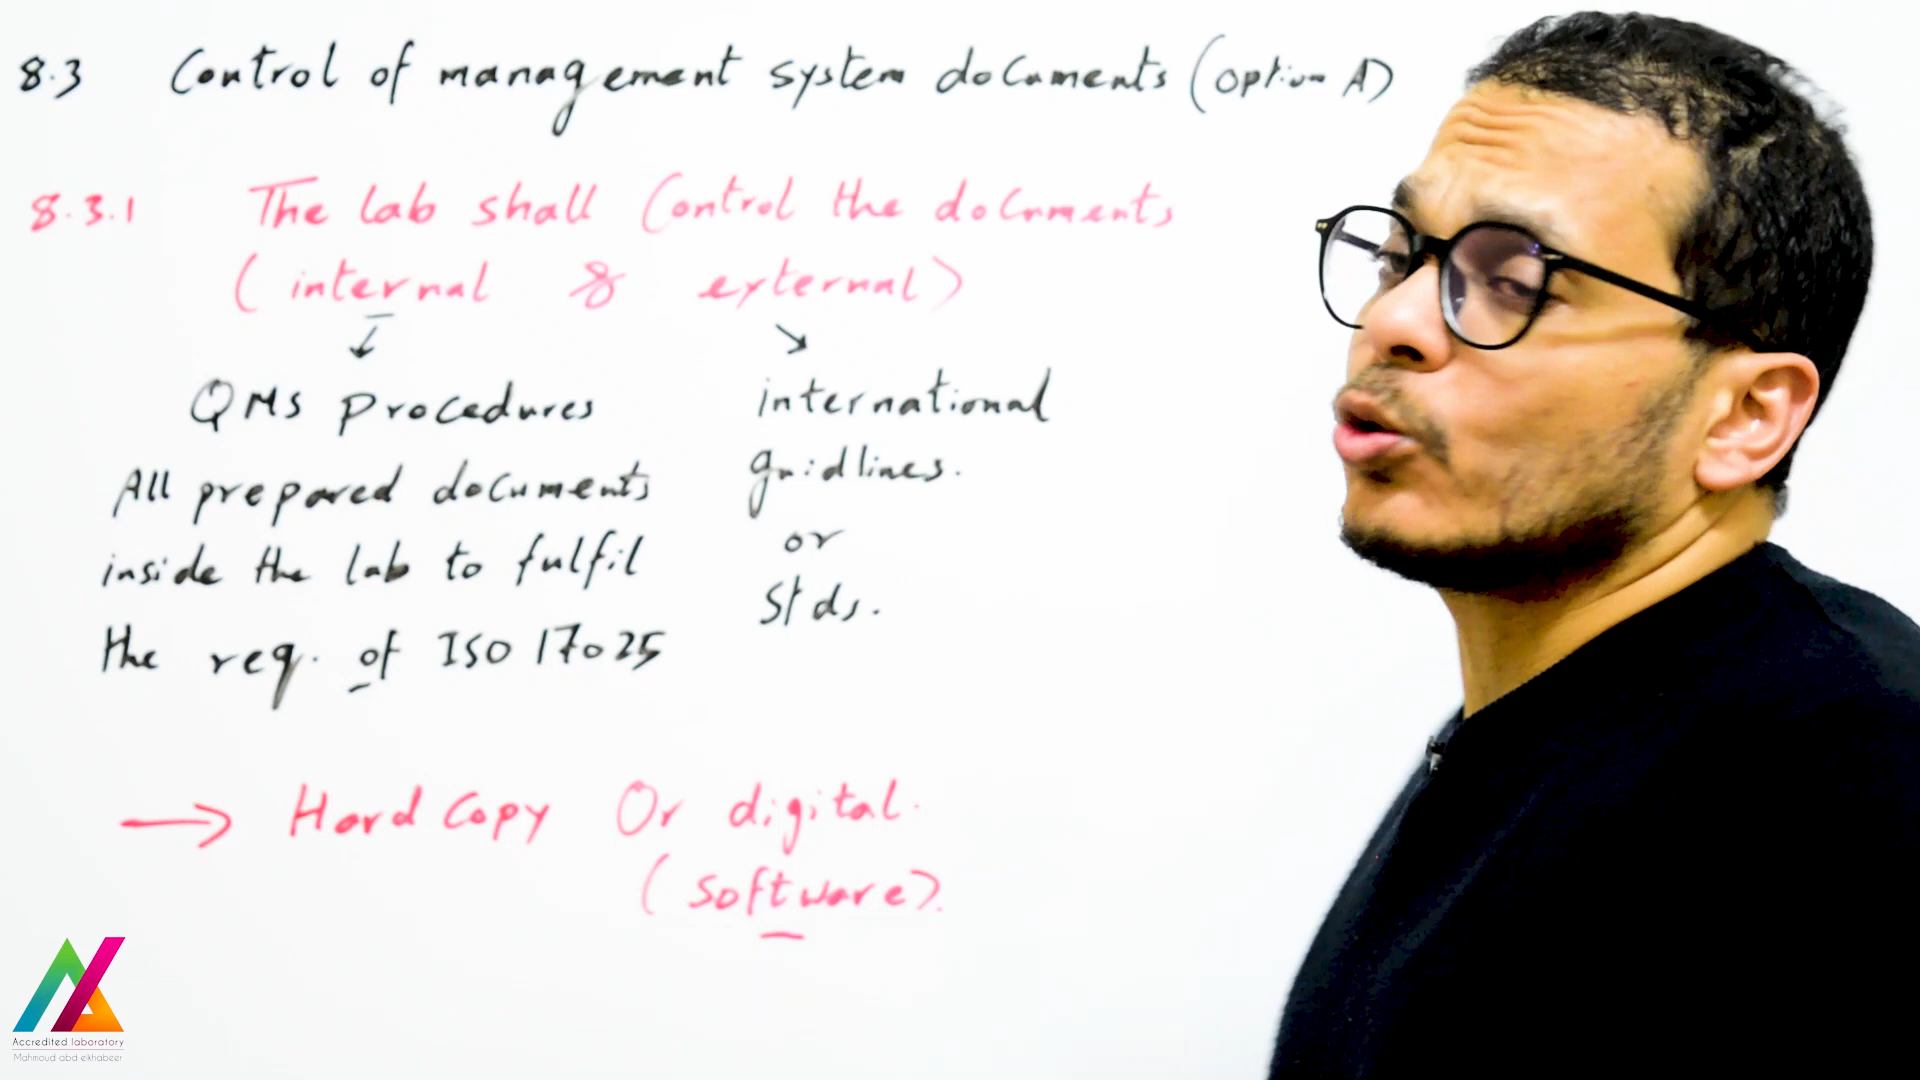 8.3 Control of management system documents (Option A)
8.3.1 The lab shall Control the documents
( internal & external )
QMS Procedures
international
guidlines.
or
Stds.
All prepared documents
inside the lab to fulfil
the req. of ISO 17025
Hard Copy Or digital.
( Software ).
Accredited laboratory
Mahmoud abd elkhabeer